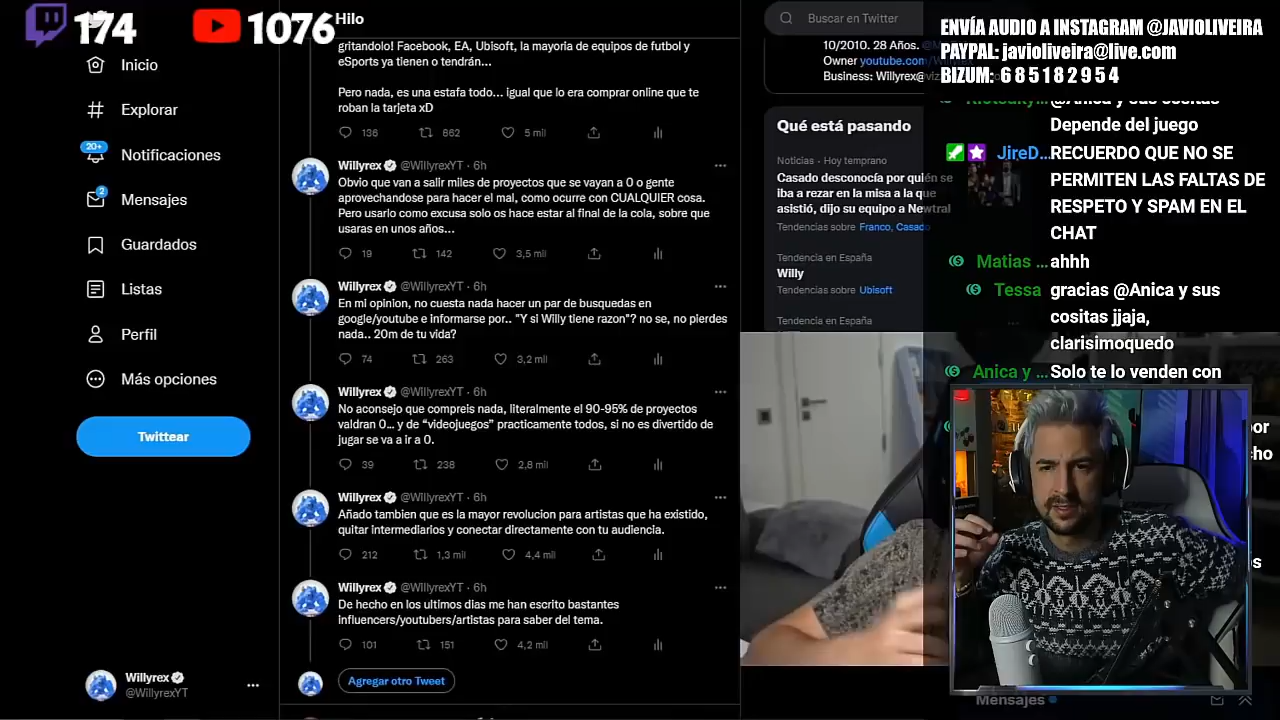 174
1076
Inicio
Explorar
20+
Notificaciones
2
Mensajes
Guardados
Listas
Perfil
Más opciones
Twittear
Willyrex
@WillyrexYT
Hilo
gritandolo! Facebook, EA, Ubisoft, la mayoria de equipos de futbol y
eSports ya tienen o tendrán...
Pero nada, es una estafa todo... igual que lo era comprar online que te
roban la tarjeta xD
136 862 5 mil
Willyrex @WIllyrexYT · 6h
Obvio que van a salir miles de proyectos que se vayan a 0 o gente
aprovechandose para hacer el mal, como ocurre con CUALQUIER cosa.
Pero usarlo como excusa solo os hace estar al final de la cola, sobre que
usaras en unos años...
19 142 3,5 mil
Willyrex @WIllyrexYT · 6h
En mi opinion, no cuesta nada hacer un par de busquedas en
google/youtube e informarse por.. "Y si Willy tiene razon"? no se, no pierdes
nada.. 20m de tu vida?
74 263 3,2 mil
Willyrex @WIllyrexYT · 6h
No aconsejo que compreis nada, literalmente el 90-95% de proyectos
valdran 0... y de “videojuegos” practicamente todos, si no es divertido de
jugar se va a ir a 0.
39 238 2,8 mil
Willyrex @WIllyrexYT · 6h
Añado tambien que es la mayor revolucion para artistas que ha existido,
quitar intermediarios y conectar directamente con tu audiencia.
212 1,3 mil 4,4 mil
Willyrex @WIllyrexYT · 6h
De hecho en los ultimos dias me han escrito bastantes
influencers/youtubers/artistas para saber del tema.
101 151 4,2 mil
Agregar otro Tweet
Buscar en Twitter
10/2010. 28 Años.
Owner youtube.com/
Business: Willyrex@
Qué está pasando
Noticias · Hoy temprano
Casado desconocía por quién se
iba a rezar en la misa a la que
asistió, dijo su equipo a Newtral
Tendencias sobre Franco, Casado
Tendencia en España
Willy
Tendencias sobre Ubisoft
Tendencia en España
ENVÍA AUDIO A INSTAGRAM @JAVIOLIVEIRA
PAYPAL: javioliveira@live.com
BIZUM: 685182954
@Anica y sus cositas
Depende del juego
JireD... RECUERDO QUE NO SE
PERMITEN LAS FALTAS DE
RESPETO Y SPAM EN EL
CHAT
Matias ... ahhh
Tessa gracias @Anica y sus
cositas jjaja,
clarisimoquedo
Anica y ... Solo te lo venden con
Mensajes